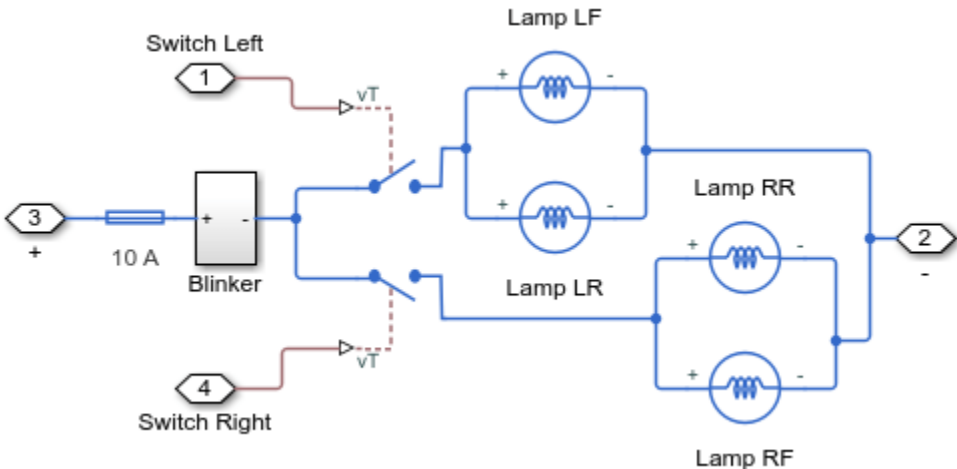 Lamp LF
Switch Left
1
vT
+ -
Lamp RR
+ -
3
+
10 A
+ -
Blinker
+ -
2
-
Lamp LR
vT
4
Switch Right
+ -
Lamp RF